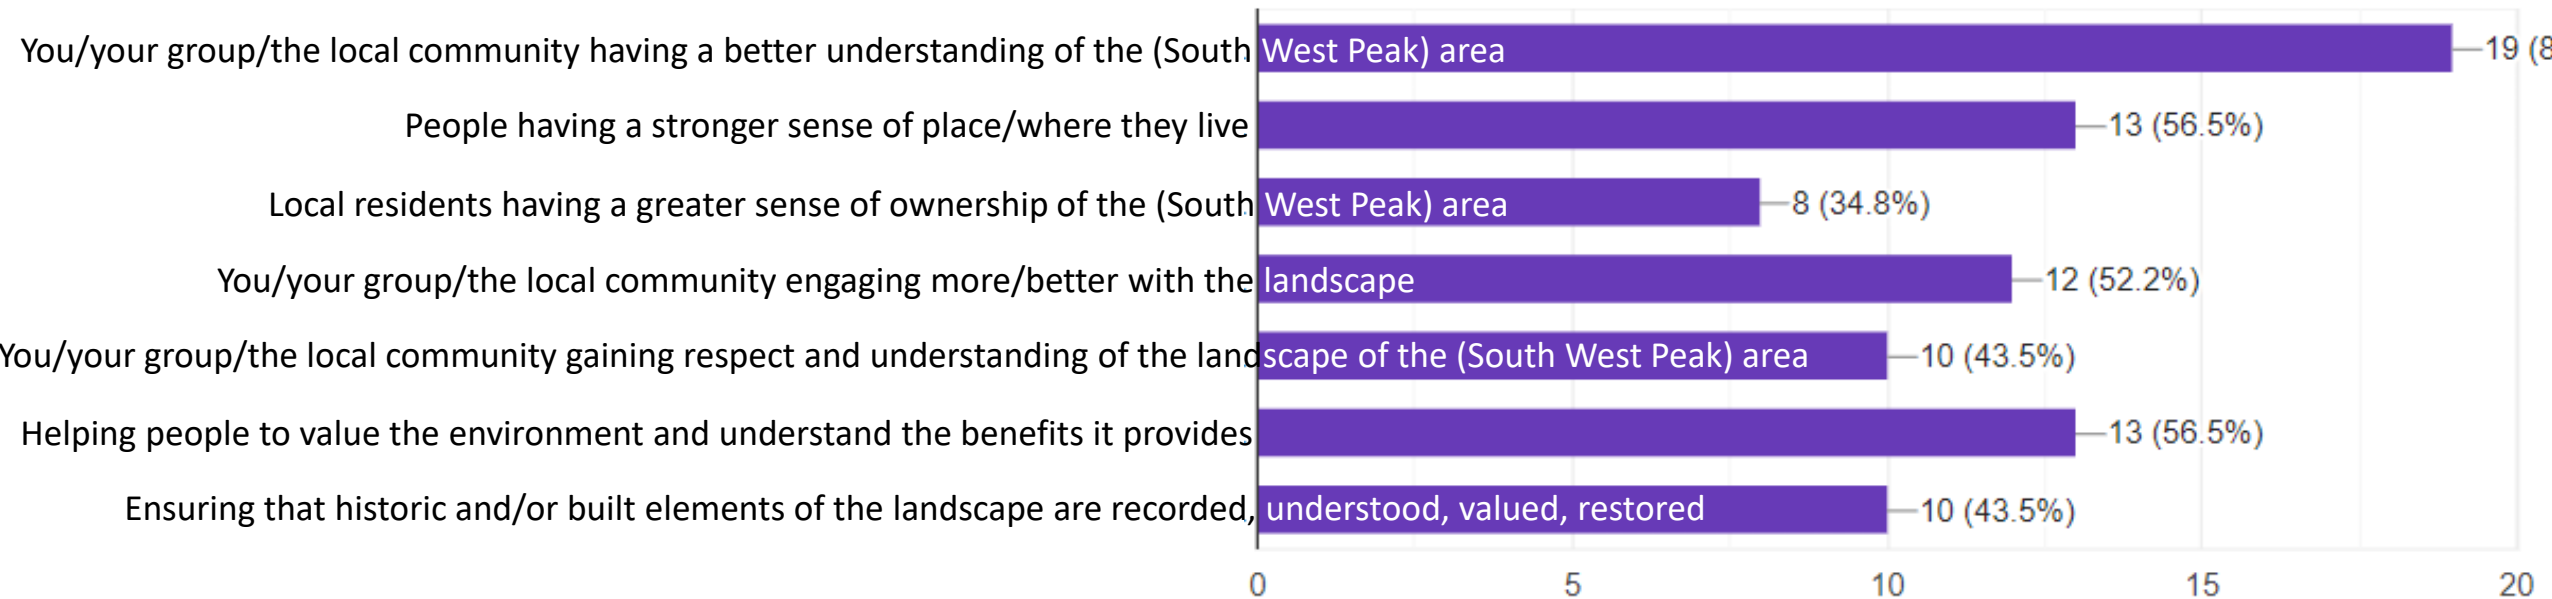 You/your group/the local community having a better understanding of the (South West Peak) area 19 (8
People having a stronger sense of place/where they live 13 (56.5%)
Local residents having a greater sense of ownership of the (South West Peak) area 8 (34.8%)
You/your group/the local community engaging more/better with the landscape 12 (52.2%)
You/your group/the local community gaining respect and understanding of the landscape of the (South West Peak) area 10 (43.5%)
Helping people to value the environment and understand the benefits it provides 13 (56.5%)
Ensuring that historic and/or built elements of the landscape are recorded, understood, valued, restored 10 (43.5%)
0 5 10 15 20